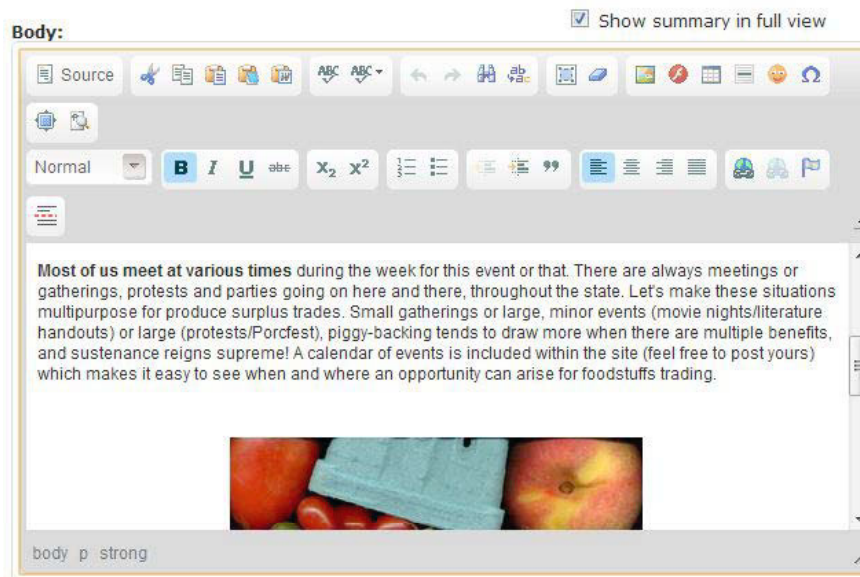 Show summary in full view
Body:
Source
ABC ABC
Normal B I U abc X₂ X²
Most of us meet at various times during the week for this event or that. There are always meetings or
gatherings, protests and parties going on here and there, throughout the state. Let's make these situations
multipurpose for produce surplus trades. Small gatherings or large, minor events (movie nights/literature
handouts) or large (protests/Porcfest), piggy-backing tends to draw more when there are multiple benefits,
and sustenance reigns supreme! A calendar of events is included within the site (feel free to post yours)
which makes it easy to see when and where an opportunity can arise for foodstuffs trading.
body p strong